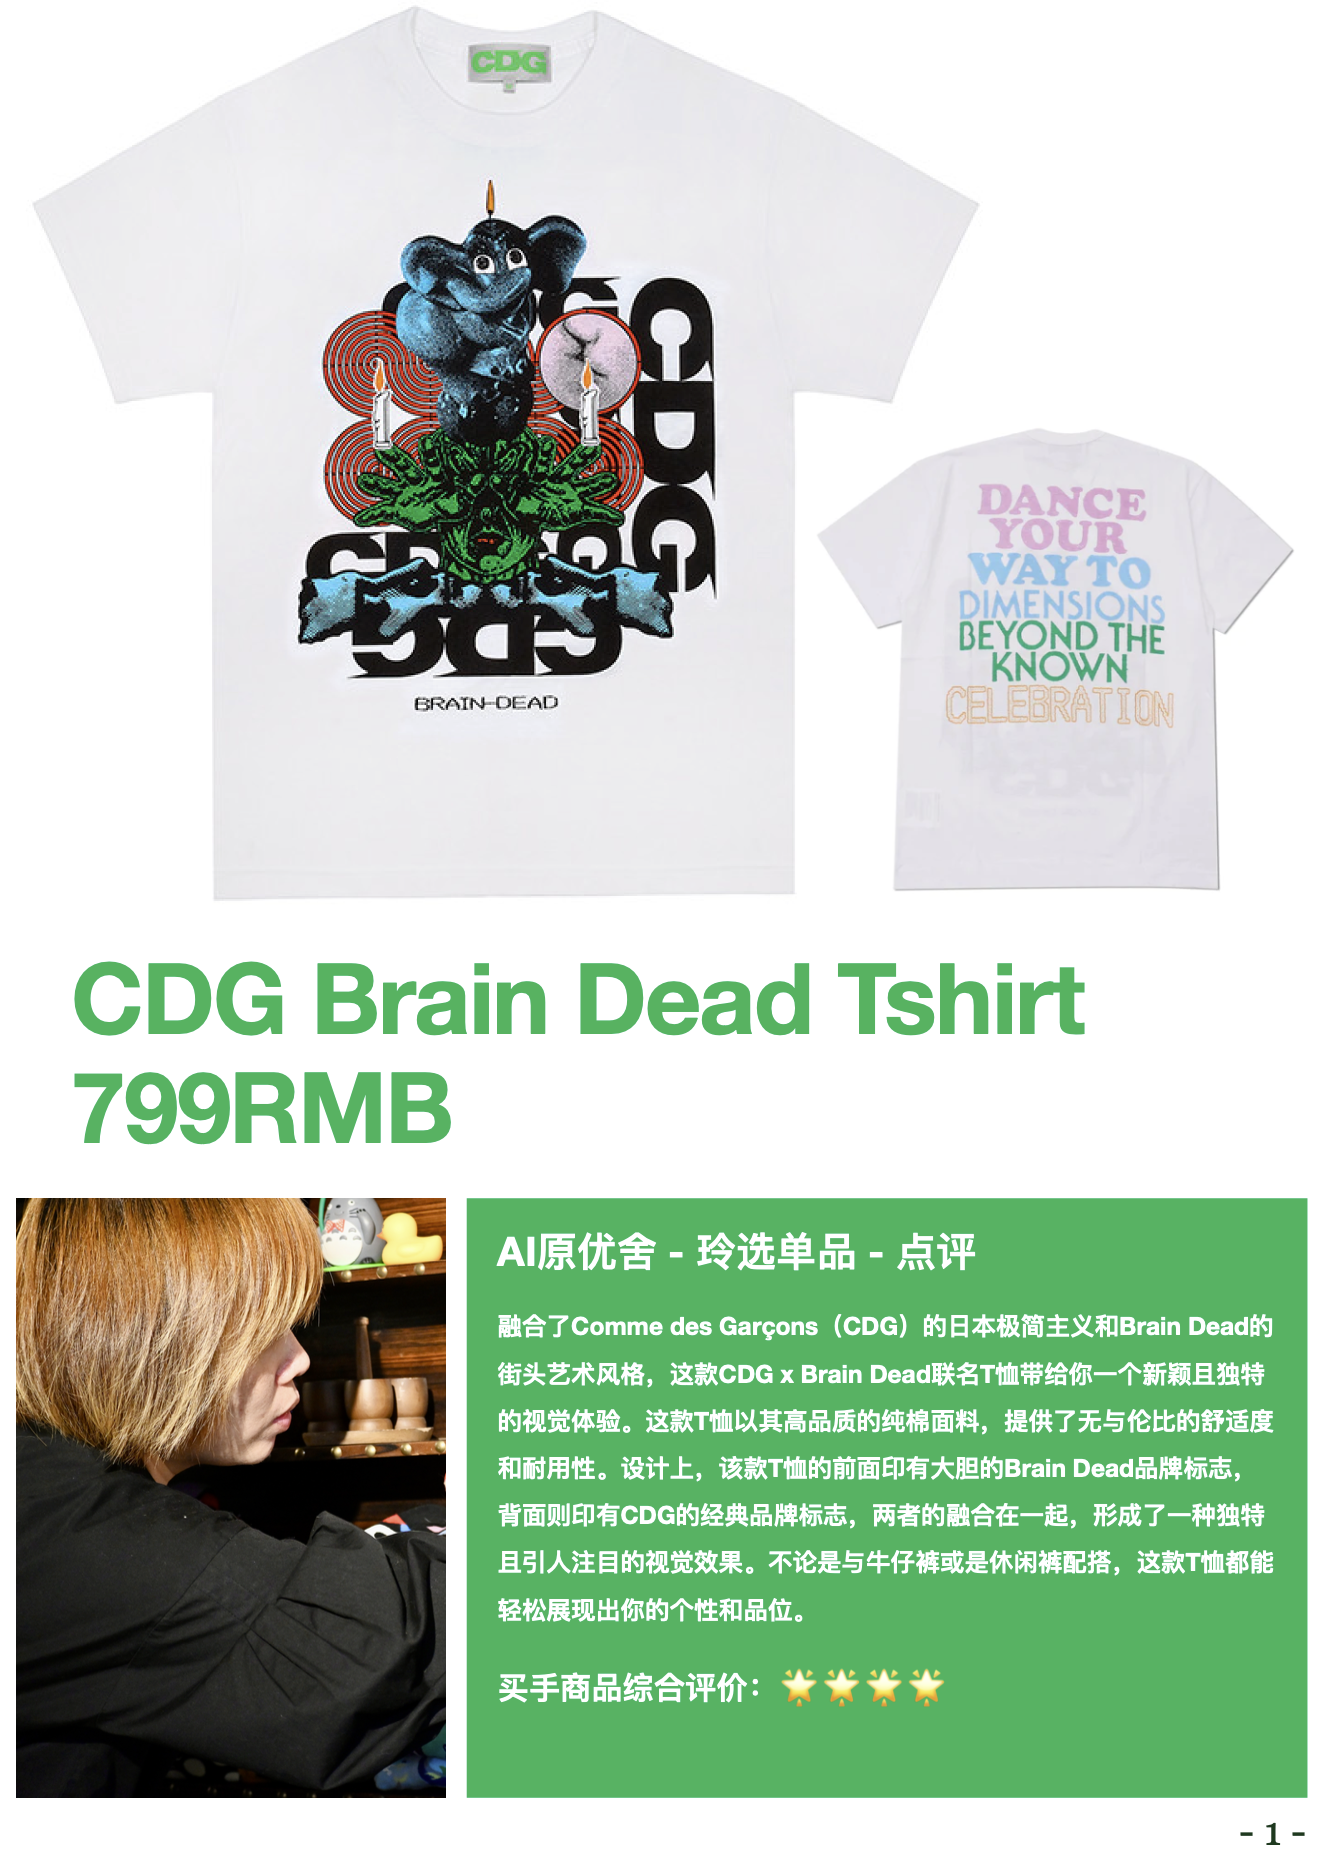 CDG
CDG
CDG
CDG
BRAIN-DEAD
DANCE
YOUR
WAY TO
DIMENSIONS
BEYOND THE
KNOWN
CELEBRATION
CDG Brain Dead Tshirt
799RMB
AI原优舍 - 玲选单品 - 点评
融合了Comme des Garçons（CDG）的日本极简主义和Brain Dead的
街头艺术风格，这款CDG x Brain Dead联名T恤带给你一个新颖且独特
的视觉体验。这款T恤以其高品质的纯棉面料，提供了无与伦比的舒适度
和耐用性。设计上，该款T恤的前面印有大胆的Brain Dead品牌标志，
背面则印有CDG的经典品牌标志，两者的融合在一起，形成了一种独特
且引人注目的视觉效果。不论是与牛仔裤或是休闲裤配搭，这款T恤都能
轻松展现出你的个性和品位。
买手商品综合评价：🌟🌟🌟🌟
- 1 -